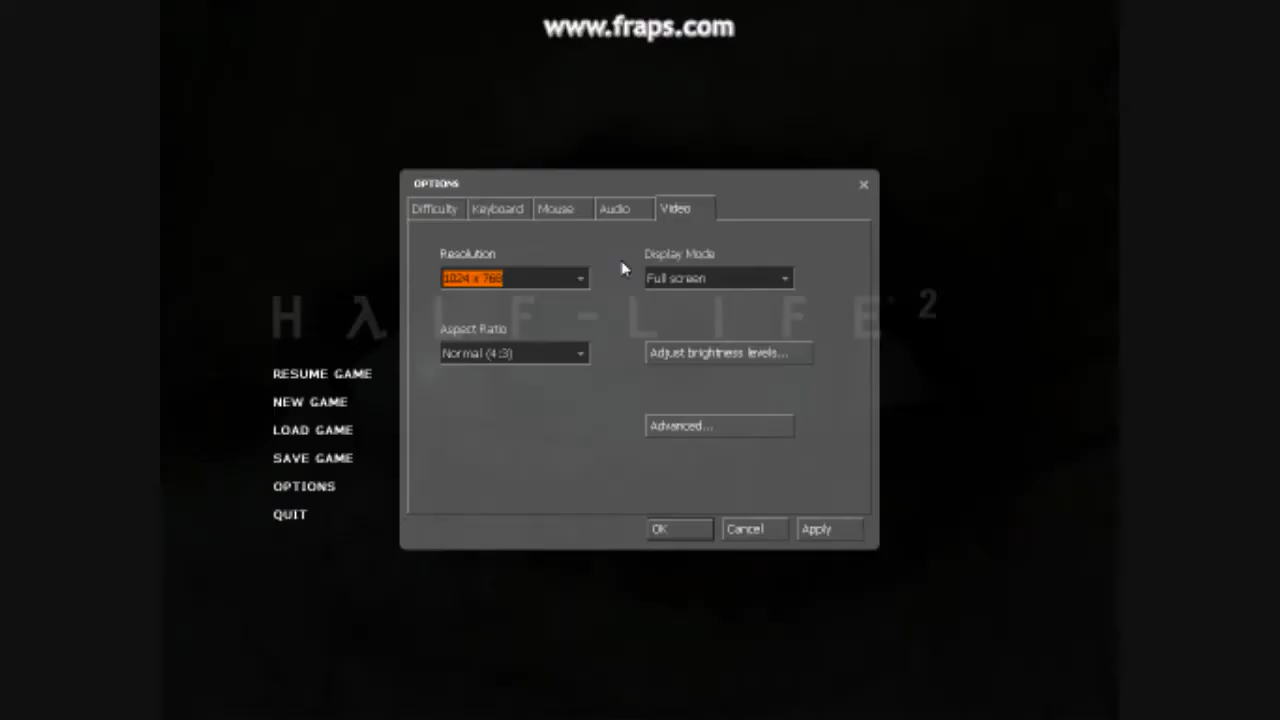 www.fraps.com
OPTIONS
Difficulty Keyboard Mouse Audio Video
Resolution Display Mode
1024 x 768 Full screen
HλLF-LIFE²
Aspect Ratio
Normal (4:3) Adjust brightness levels...
RESUME GAME
NEW GAME
LOAD GAME Advanced...
SAVE GAME
OPTIONS
QUIT
OK Cancel Apply